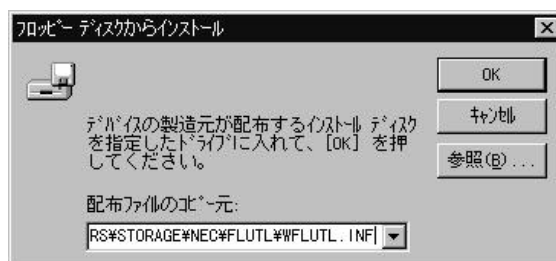 フロッピー ディスクからインストール
OK
ﾃﾞﾊﾞｲｽの製造元が配布するｲﾝｽﾄｰﾙ ﾃﾞｨｽｸ
を指定したﾄﾞﾗｲﾌﾞに入れて、[OK] を押
してください。
ｷｬﾝｾﾙ
参照(B)...
配布ﾌｧｲﾙのｺﾋﾟｰ元:
RS¥STORAGE¥NEC¥FLUTL¥WFLUTL.INF